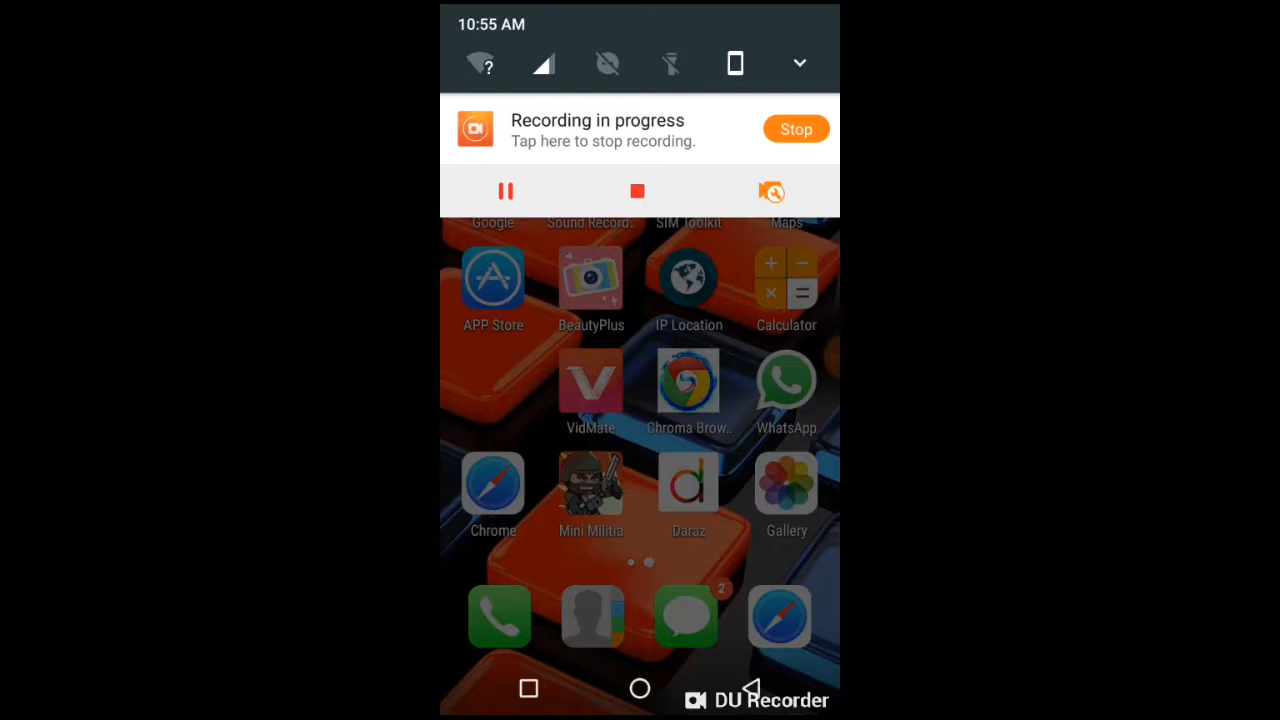 10:55 AM
?
Recording in progress
Tap here to stop recording.
Stop
Google Sound Record.. SIM Toolkit Maps
APP Store BeautyPlus IP Location Calculator
VidMate Chroma Brow.. WhatsApp
Chrome Mini Militia Daraz Gallery
2
DU Recorder